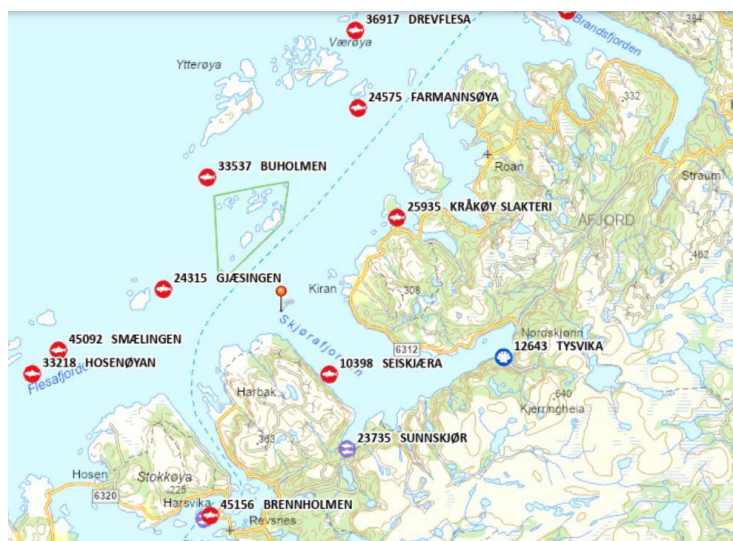 36917 DREVFLESA
Værøya
Brandsfjorden
384
Ytterøya
24575 FARMANNSØYA
332
33537 BUHOLMEN
Roan
Straum
25935 KRÅKØY SLAKTERI
ÅFJORD
462
24315 GJÆSINGEN
Kiran
308
Skjørafjorden
Nordskjørin
45092 SMÆLINGEN
6312
12643 TYSVIKA
33218 HOSENØYAN
10398 SEISKJÆRA
Flesafjorden
Harbak
640
Kjerringheia
363
23735 SUNNSKJØR
Hosen
Stokkøya
225
6320
Harsvika
45156 BRENNHOLMEN
Revsnes